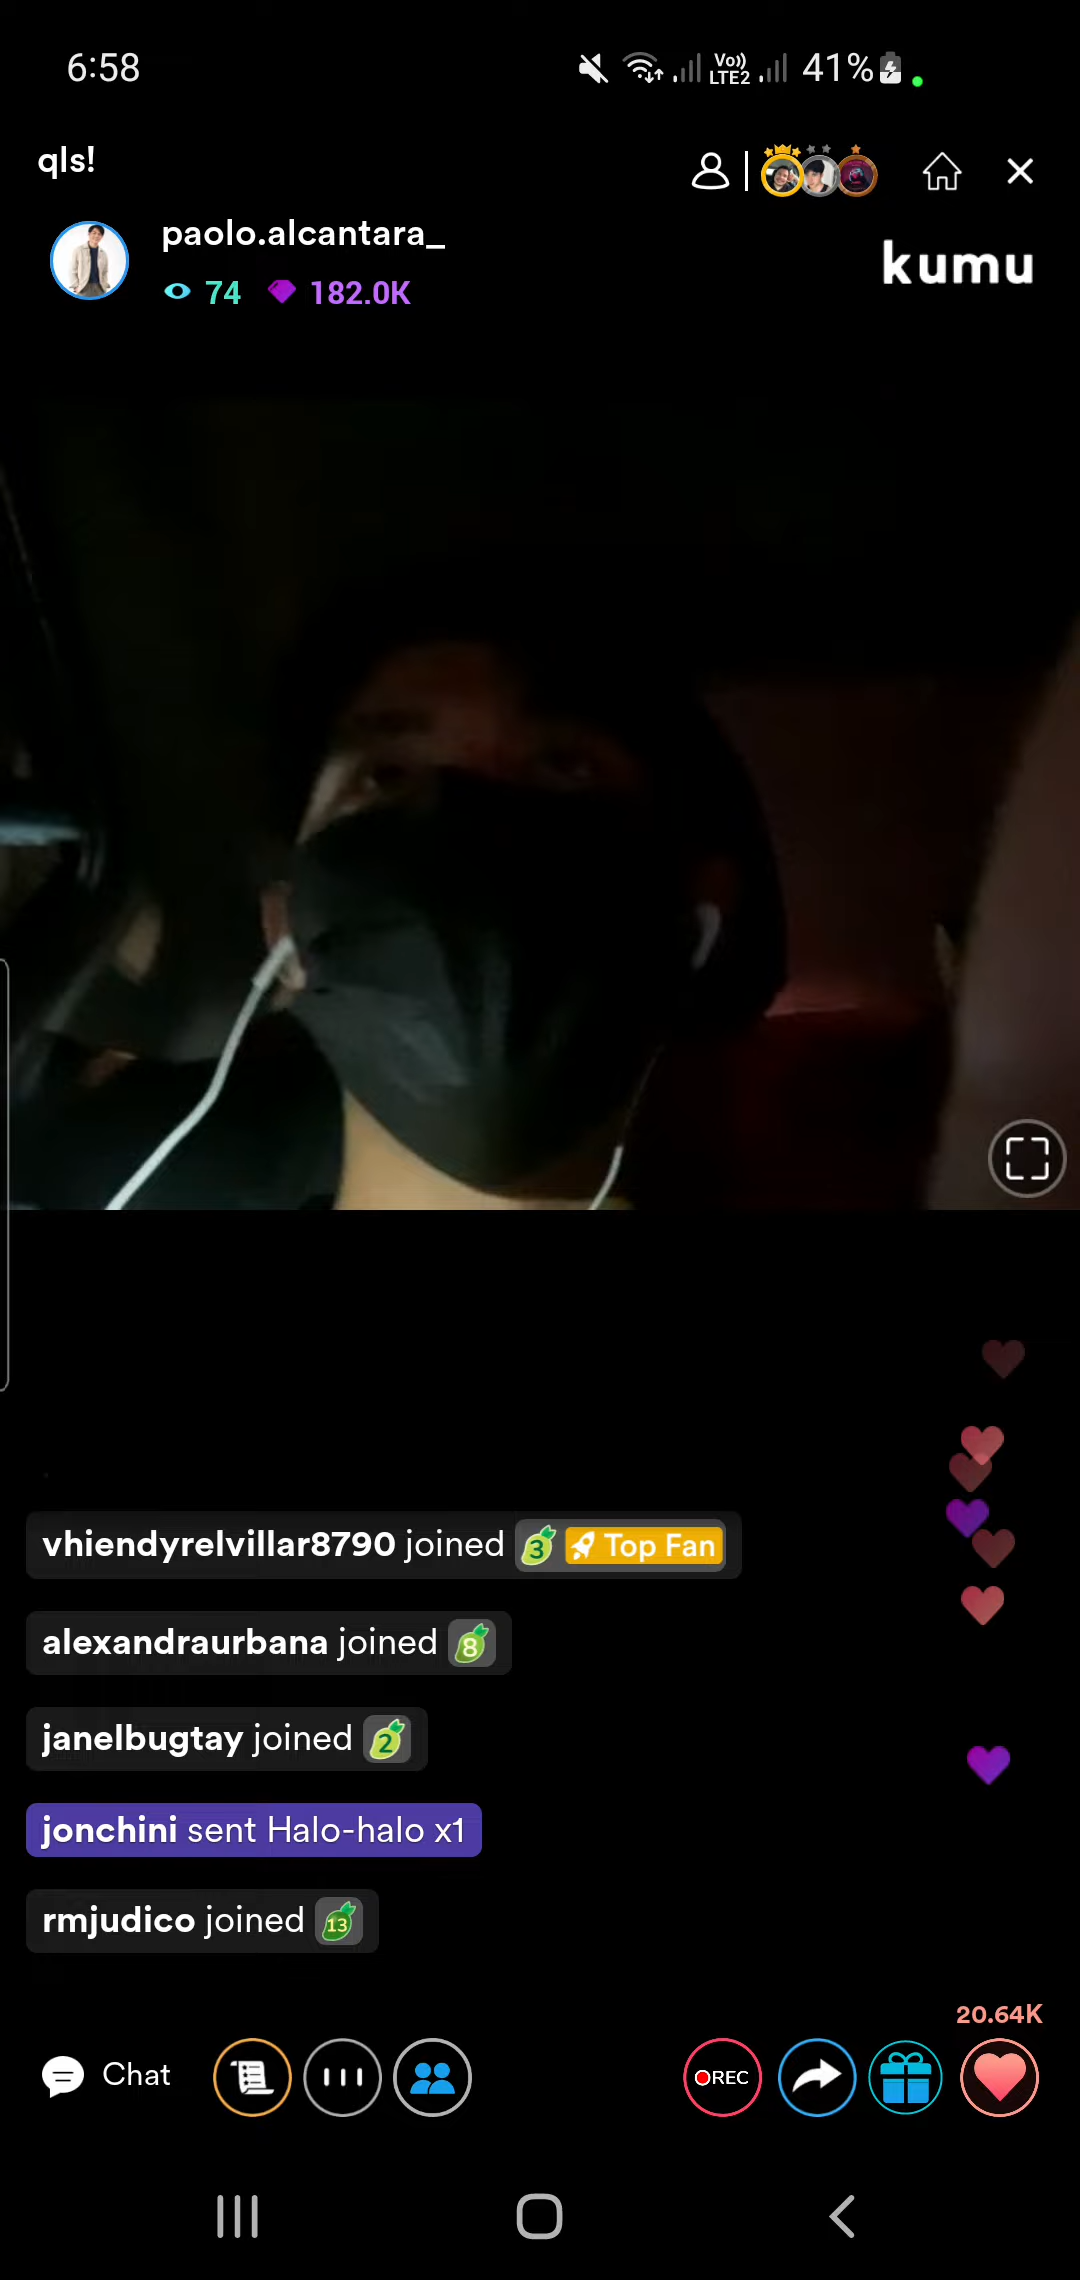 6:58
Vo))
LTE2
41%
qls!
paolo.alcantara_
74
182.0K
kumu
vhiendyrelvillar8790 joined 3 Top Fan
alexandraurbana joined 8
janelbugtay joined 2
jonchini sent Halo-halo x1
rmjudico joined 13
20.64K
Chat
REC